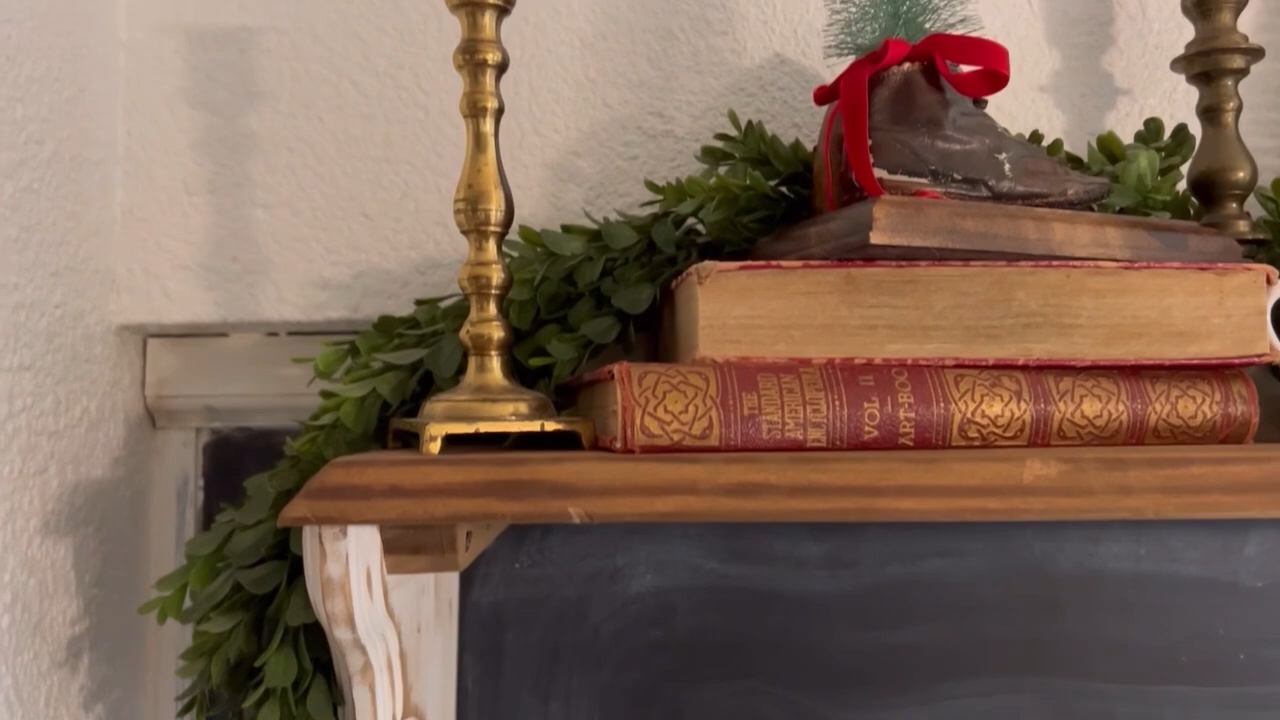 THE
STANDARD
AMERICAN
ENCYCLOPEDIA
VOL II
ART-BOO